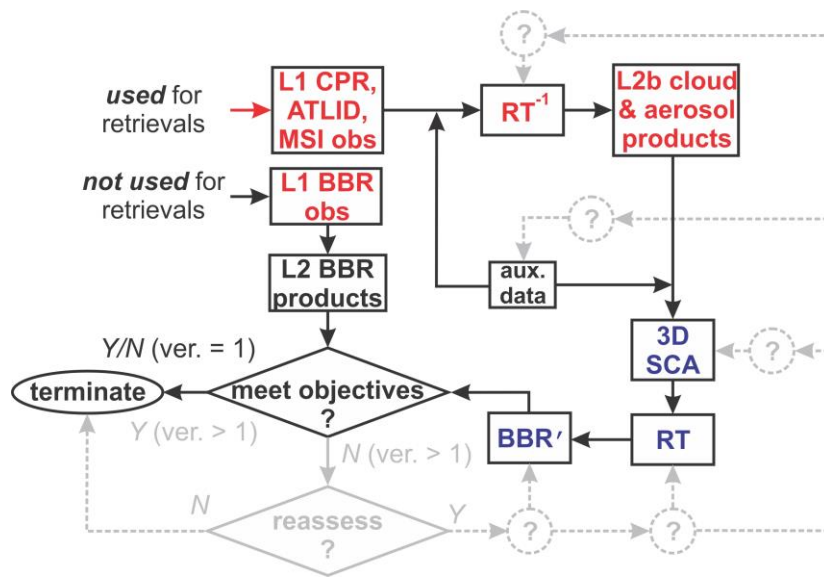 ?
L1 CPR,
ATLID,
MSI obs
used for
retrievals
RT⁻¹
L2b cloud
& aerosol
products
not used for
retrievals
L1 BBR
obs
?
L2 BBR
products
aux.
data
3D
SCA
?
Y/N (ver. = 1)
terminate
meet objectives
?
BBR′
RT
Y (ver. > 1)
N (ver. > 1)
N
reassess
?
Y
?
?